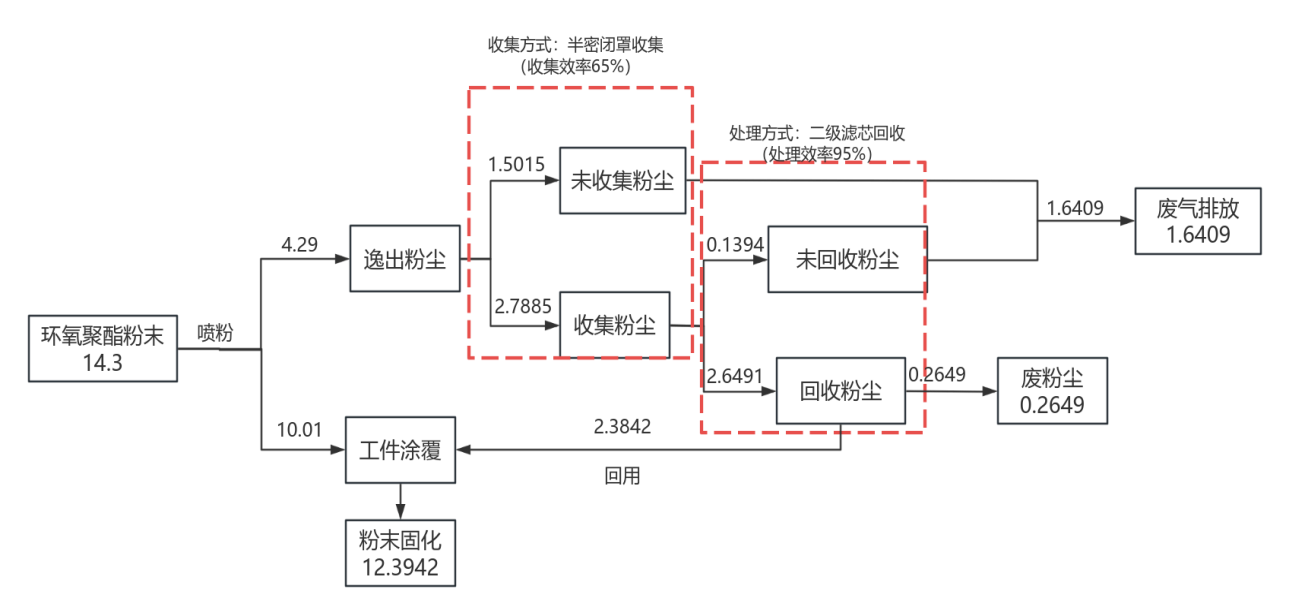 收集方式：半密闭罩收集
（收集效率65%）
处理方式：二级滤芯回收
（处理效率95%）
1.5015
未收集粉尘
1.6409
废气排放
1.6409
4.29
逸出粉尘
0.1394
未回收粉尘
2.7885
收集粉尘
环氧聚酯粉末
14.3
喷粉
2.6491
回收粉尘
0.2649
废粉尘
0.2649
10.01
工件涂覆
2.3842
回用
粉末固化
12.3942